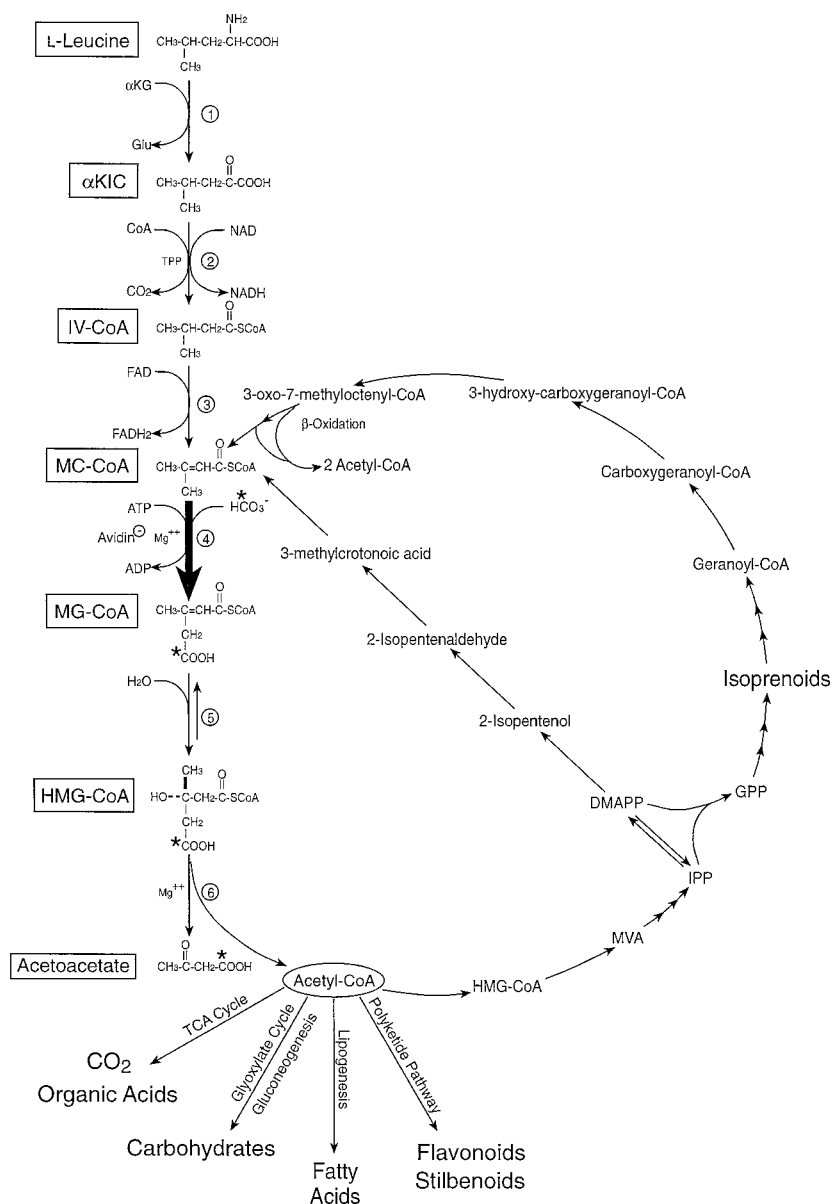 L-Leucine
NH2
CH3-CH-CH2-CH-COOH
CH3
αKG
1
Glu
αKIC
O
CH3-CH-CH2-C-COOH
CH3
CoA
NAD
TPP
2
CO2
NADH
IV-CoA
O
CH3-CH-CH2-C-SCoA
CH3
FAD
3
FADH2
MC-CoA
O
CH3-C=CH-C-SCoA
CH3
*
HCO3-
ATP
Avidin⊖
Mg++
4
ADP
MG-CoA
O
CH3-C=CH-C-SCoA
CH2
*COOH
H2O
5
HMG-CoA
CH3
O
HO--C-CH2-C-SCoA
CH2
*COOH
Mg++
6
Acetoacetate
O
*
CH3-C-CH2-COOH
Acetyl-CoA
3-oxo-7-methyloctenyl-CoA
3-hydroxy-carboxygeranoyl-CoA
β-Oxidation
2 Acetyl-CoA
Carboxygeranoyl-CoA
3-methylcrotonoic acid
Geranoyl-CoA
2-Isopentenaldehyde
Isoprenoids
2-Isopentenol
DMAPP
GPP
IPP
MVA
HMG-CoA
TCA Cycle
CO2
Organic Acids
Glyoxylate Cycle
Gluconeogenesis
Carbohydrates
Lipogenesis
Fatty
Acids
Polyketide Pathway
Flavonoids
Stilbenoids